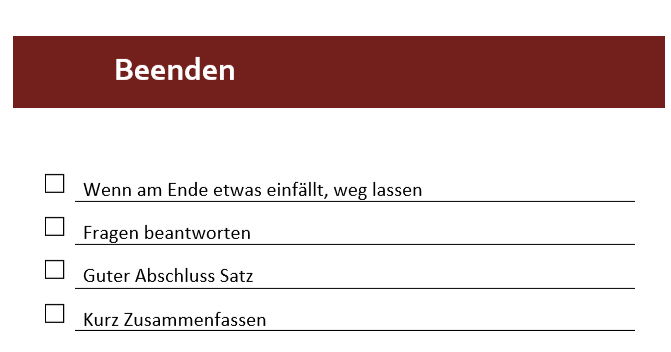 Beenden
Wenn am Ende etwas einfällt, weg lassen
Fragen beantworten
Guter Abschluss Satz
Kurz Zusammenfassen